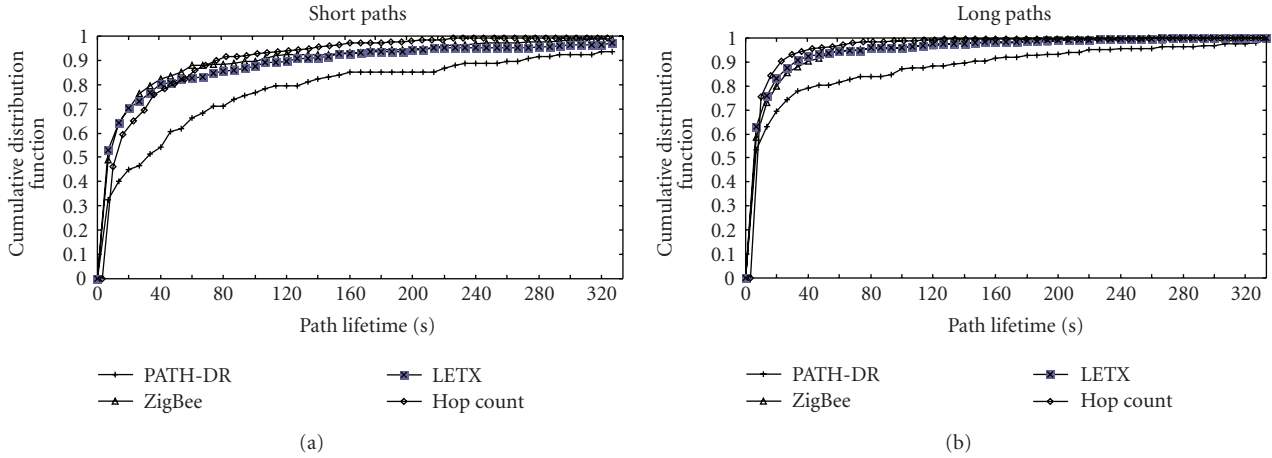 Short paths
1
0.9
0.8
0.7
0.6
0.5
0.4
0.3
0.2
0.1
0
Cumulative distribution
function
0 40 80 120 160 200 240 280 320
Path lifetime (s)
PATH-DR
ZigBee
LETX
Hop count
(a)
Long paths
1
0.9
0.8
0.7
0.6
0.5
0.4
0.3
0.2
0.1
0
Cumulative distribution
function
0 40 80 120 160 200 240 280 320
Path lifetime (s)
PATH-DR
ZigBee
LETX
Hop count
(b)